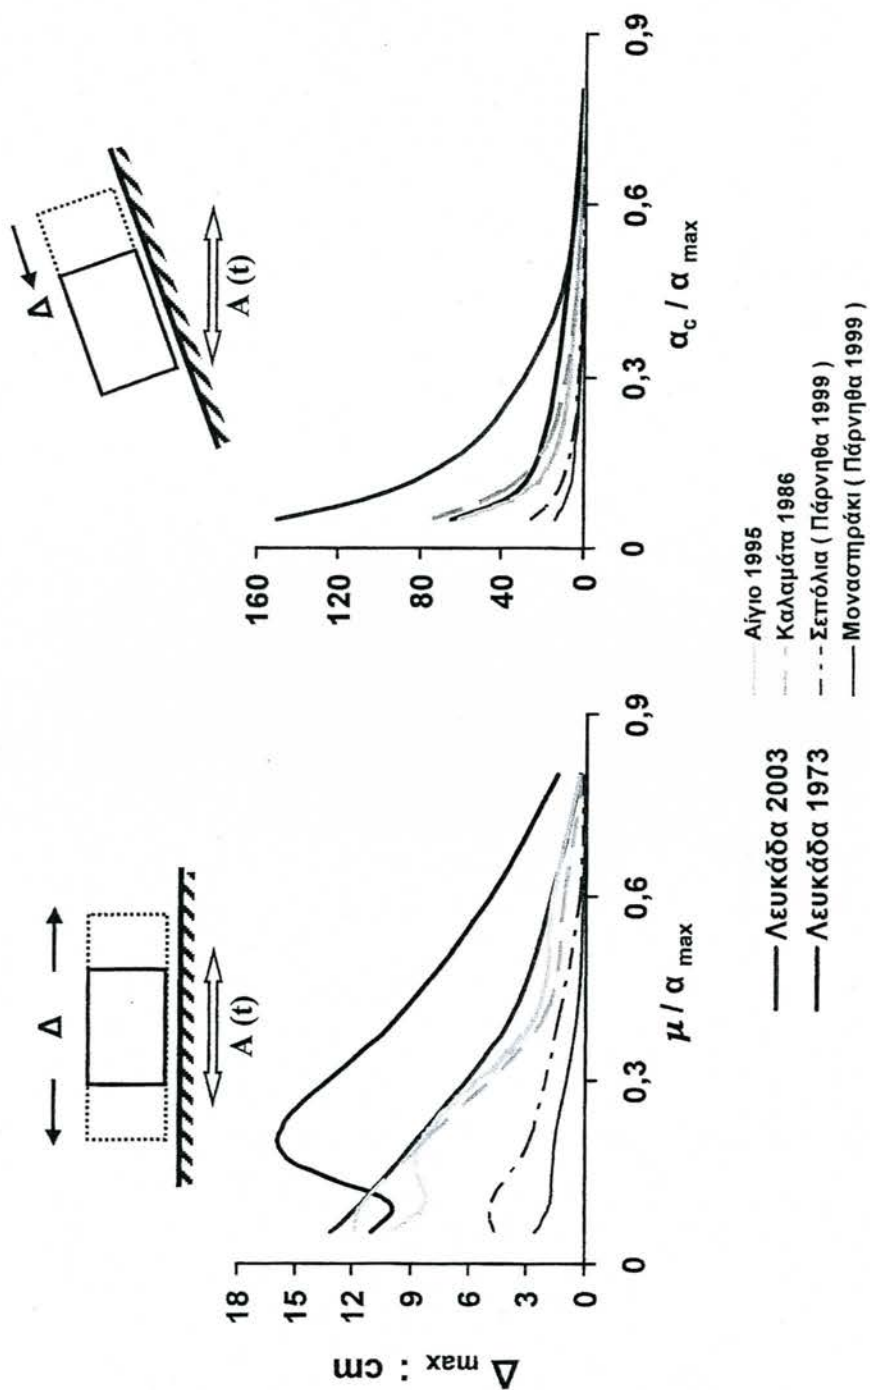 Δ
A (t)
Δ max : cm
18
15
12
9
6
3
0
0
0,3
0,6
0,9
μ / α max
Δ
A (t)
160
120
80
40
0
0
0,3
0,6
0,9
αc / α max
Λευκάδα 2003
Λευκάδα 1973
Αίγιο 1995
Καλαμάτα 1986
Σεπόλια ( Πάρνηθα 1999 )
Μοναστηράκι ( Πάρνηθα 1999 )